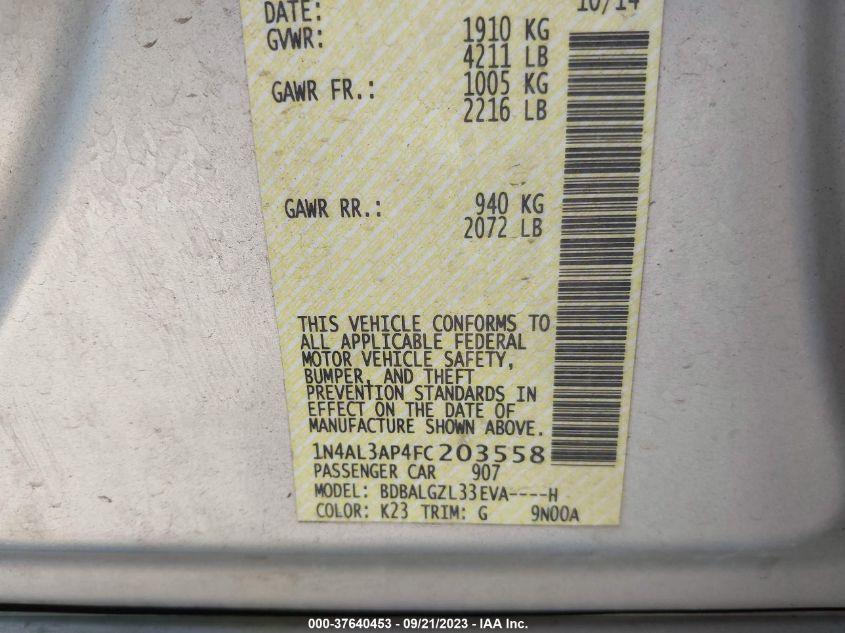 DATE: 10/14
GVWR: 1910 KG
4211 LB
GAWR FR.: 1005 KG
2216 LB
GAWR RR.: 940 KG
2072 LB
THIS VEHICLE CONFORMS TO
ALL APPLICABLE FEDERAL
MOTOR VEHICLE SAFETY,
BUMPER, AND THEFT
PREVENTION STANDARDS IN
EFFECT ON THE DATE OF
MANUFACTURE SHOWN ABOVE.
1N4AL3AP4FC203558
PASSENGER CAR 907
MODEL: BDBALGZL33EVA----H
COLOR: K23 TRIM: G 9N00A
000-37640453 - 09/21/2023 - IAA Inc.